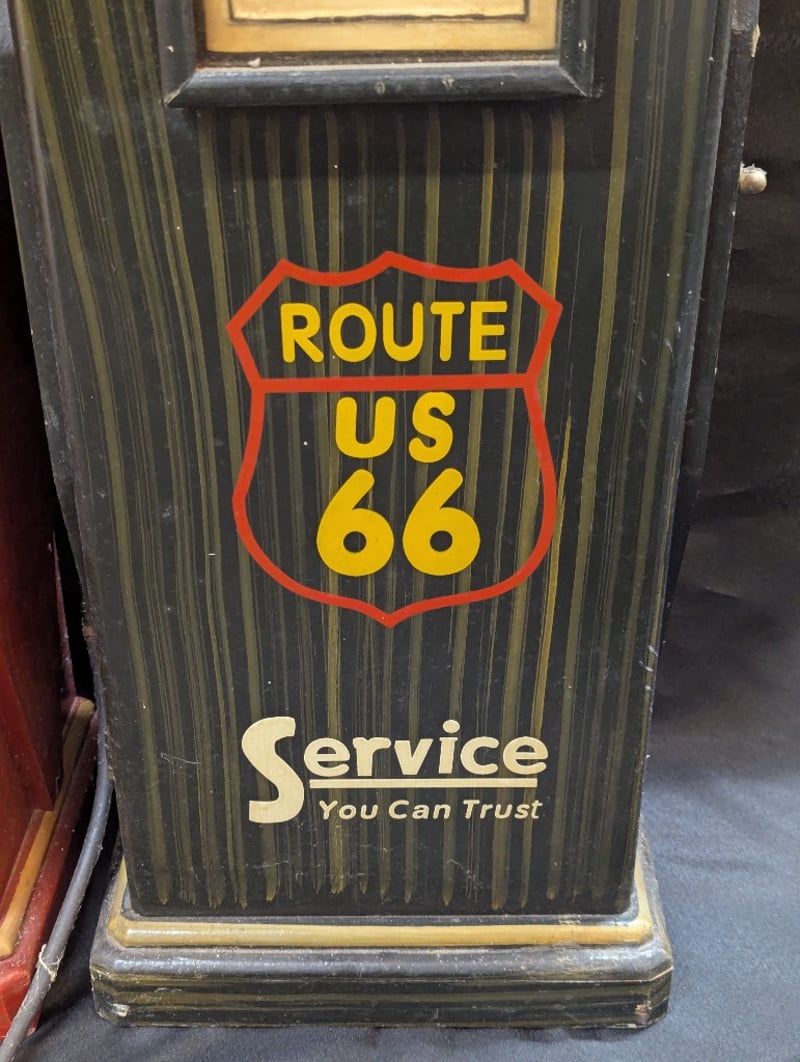 ROUTE
US
66
Service
You Can Trust